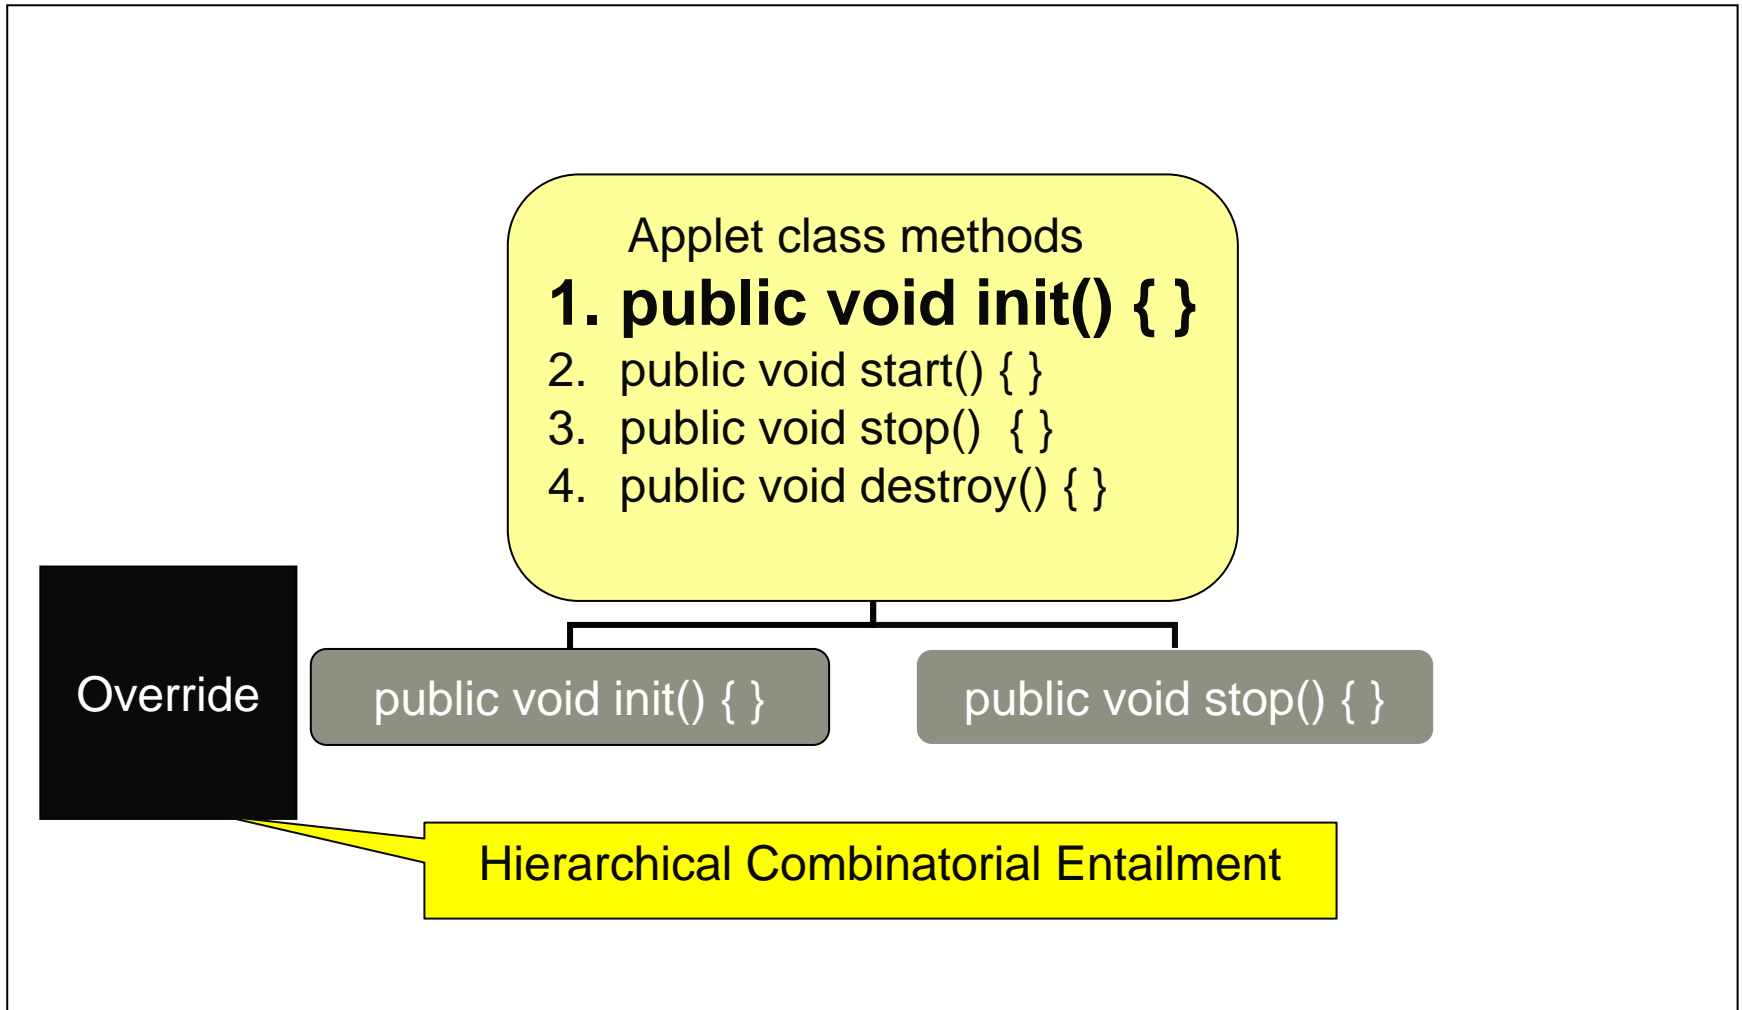 Applet class methods
1. public void init() { }
2. public void start() { }
3. public void stop() { }
4. public void destroy() { }
Override
public void init() { }
public void stop() { }
Hierarchical Combinatorial Entailment